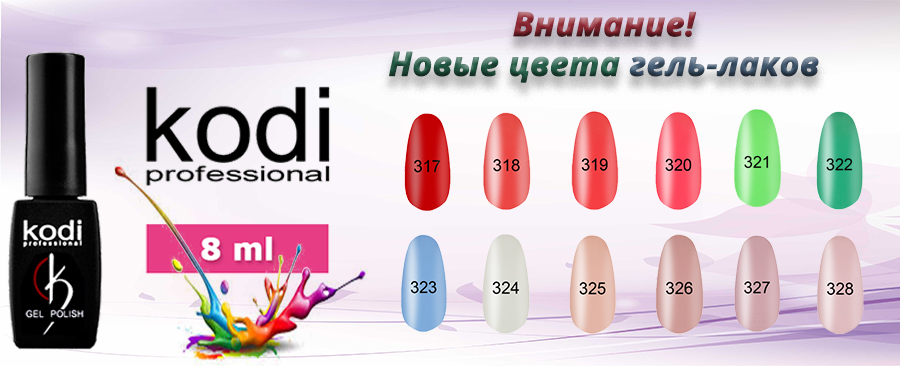 Внимание!
Новые цвета гель-лаков
kodi
professional
8 ml
kodi
professional
GEL POLISH
317 318 319 320 321 322
323 324 325 326 327 328